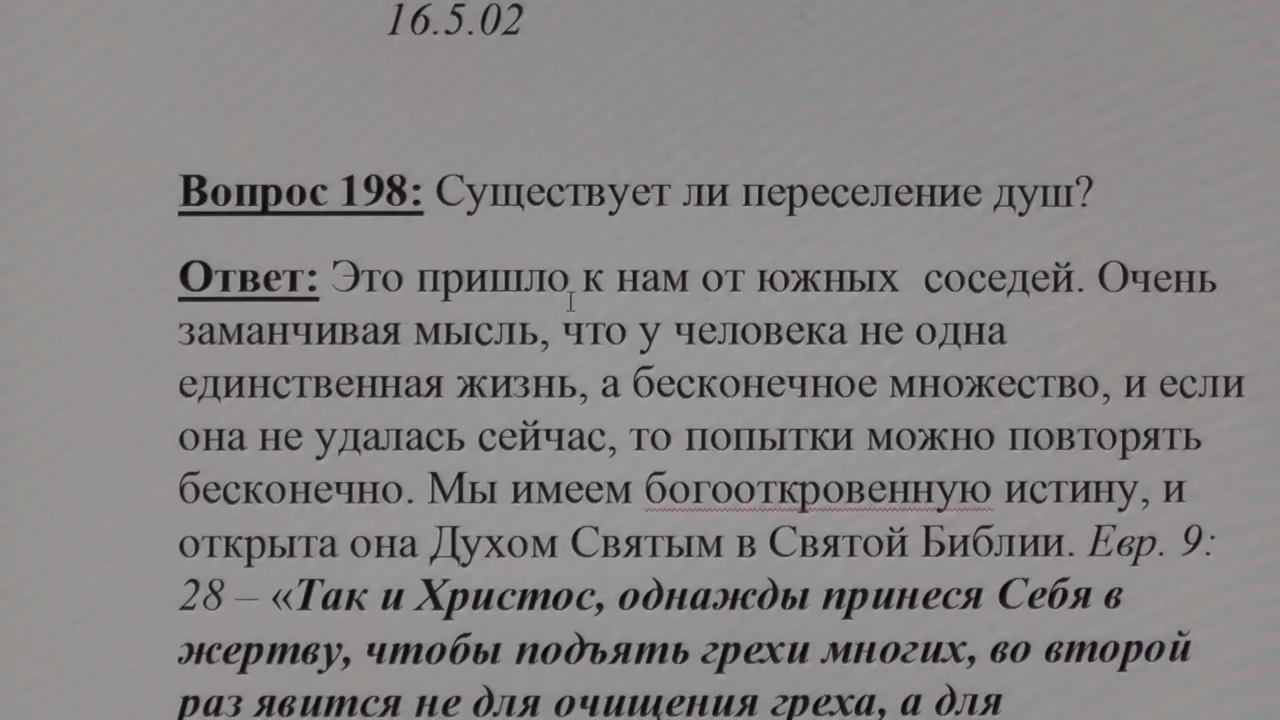 16.5.02
Вопрос 198: Существует ли переселение душ?
Ответ: Это пришло к нам от южных  соседей. Очень
заманчивая мысль, что у человека не одна
единственная жизнь, а бесконечное множество, и если
она не удалась сейчас, то попытки можно повторять
бесконечно. Мы имеем богооткровенную истину, и
открыта она Духом Святым в Святой Библии. Евр. 9:
28 – «Так и Христос, однажды принеся Себя в
жертву, чтобы подъять грехи многих, во второй
раз явится не для очищения греха, а для